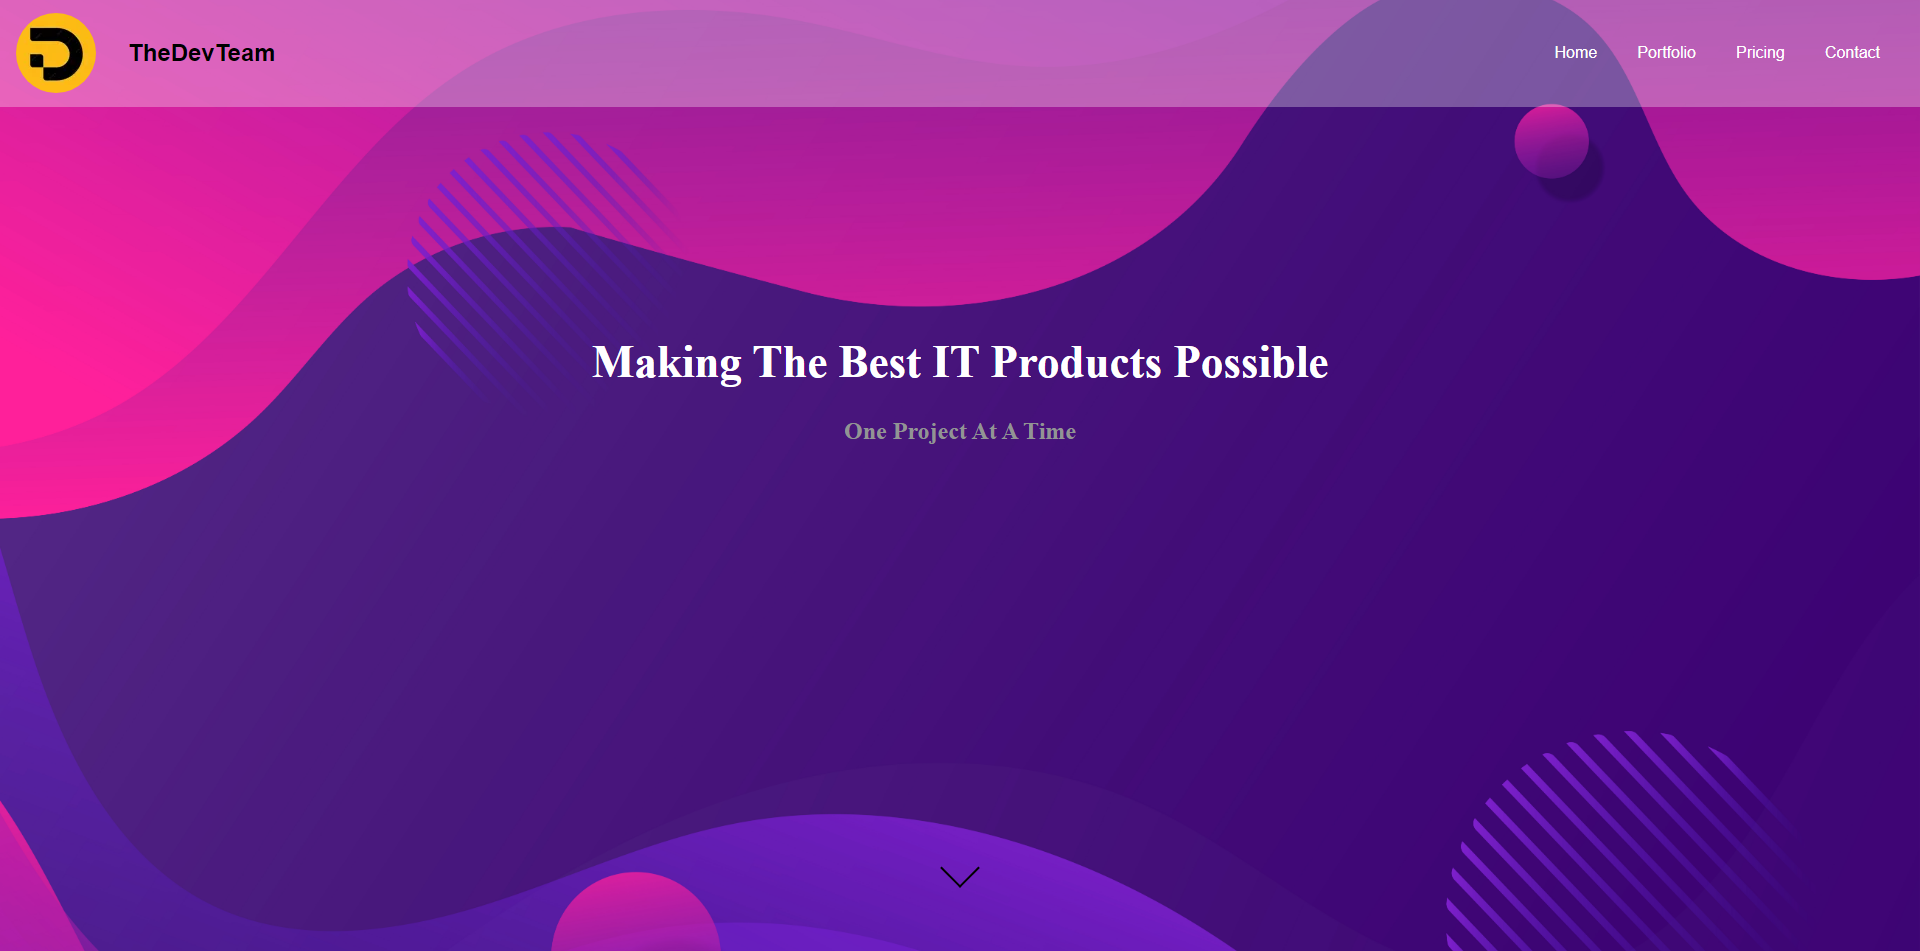 TheDevTeam
Home
Portfolio
Pricing
Contact
Making The Best IT Products Possible
One Project At A Time